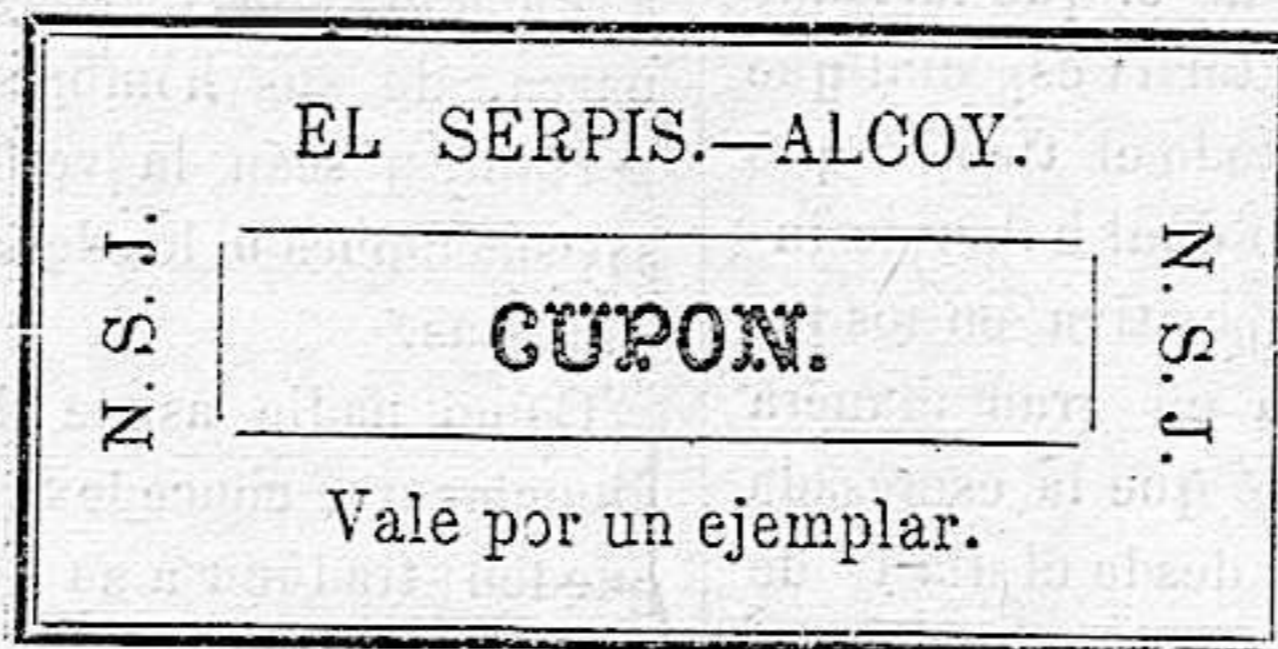 EL SERPIS.—ALCOY.
N. S. J.
CUPON.
N. S. J.
Vale por un ejemplar.